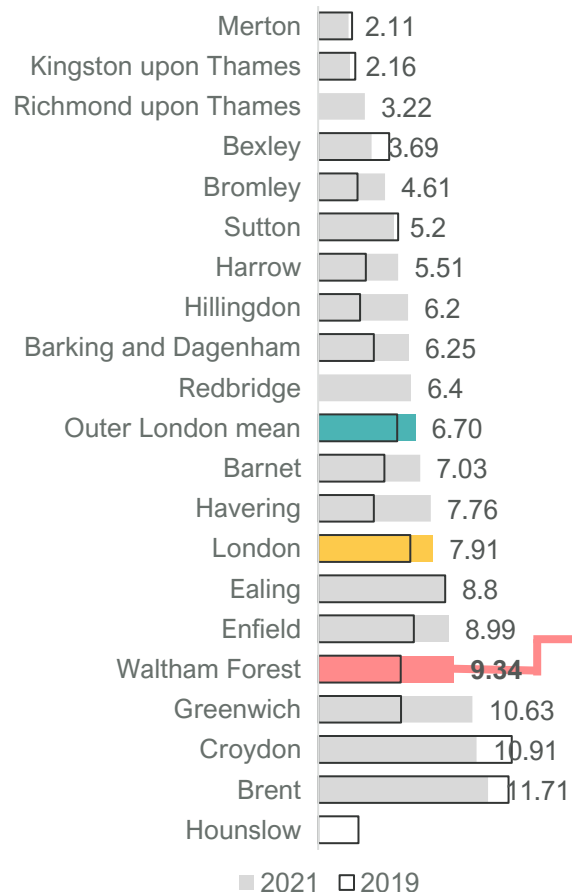 Merton 2.11
Kingston upon Thames 2.16
Richmond upon Thames 3.22
Bexley 3.69
Bromley 4.61
Sutton 5.2
Harrow 5.51
Hillingdon 6.2
Barking and Dagenham 6.25
Redbridge 6.4
Outer London mean 6.70
Barnet 7.03
Havering 7.76
London 7.91
Ealing 8.8
Enfield 8.99
Waltham Forest 9.34
Greenwich 10.63
Croydon 10.91
Brent 11.71
Hounslow
2021 2019